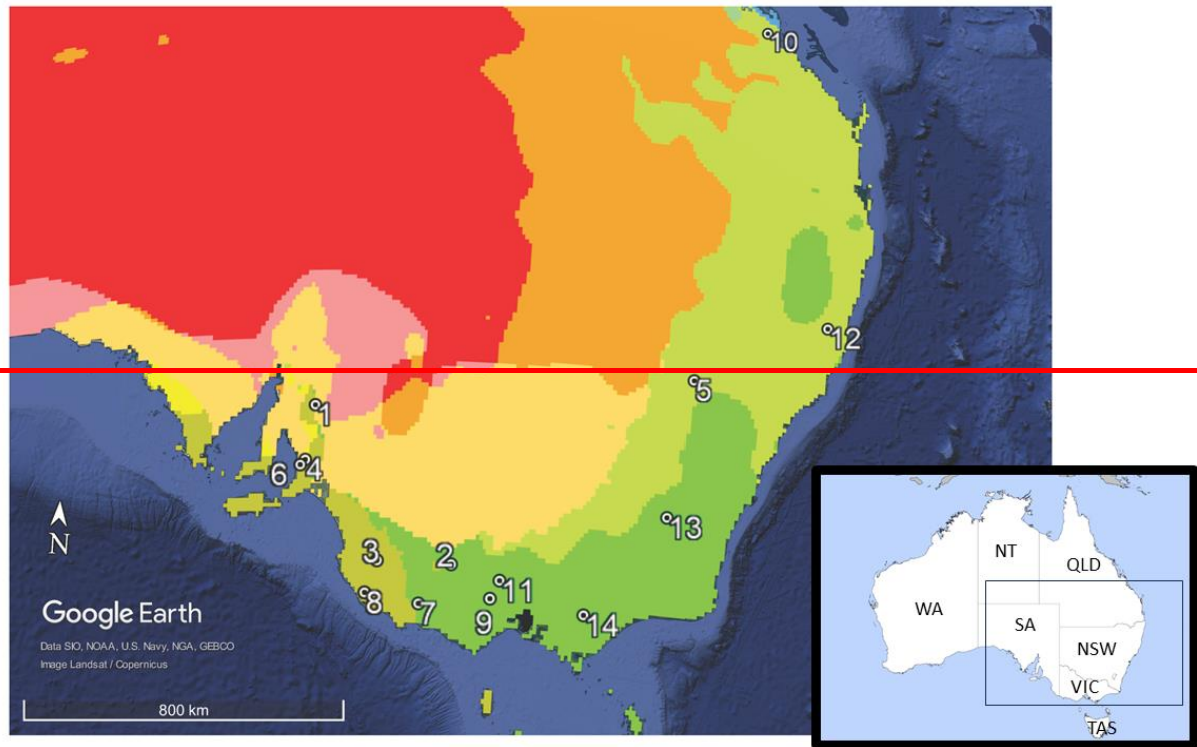 10
12
5
1
6
4
13
3
2
11
8
7
9
14
N
Google Earth
Data SIO, NOAA, U.S. Navy, NGA, GEBCO
Image Landsat / Copernicus
800 km
NT
QLD
WA
SA
NSW
VIC
TAS